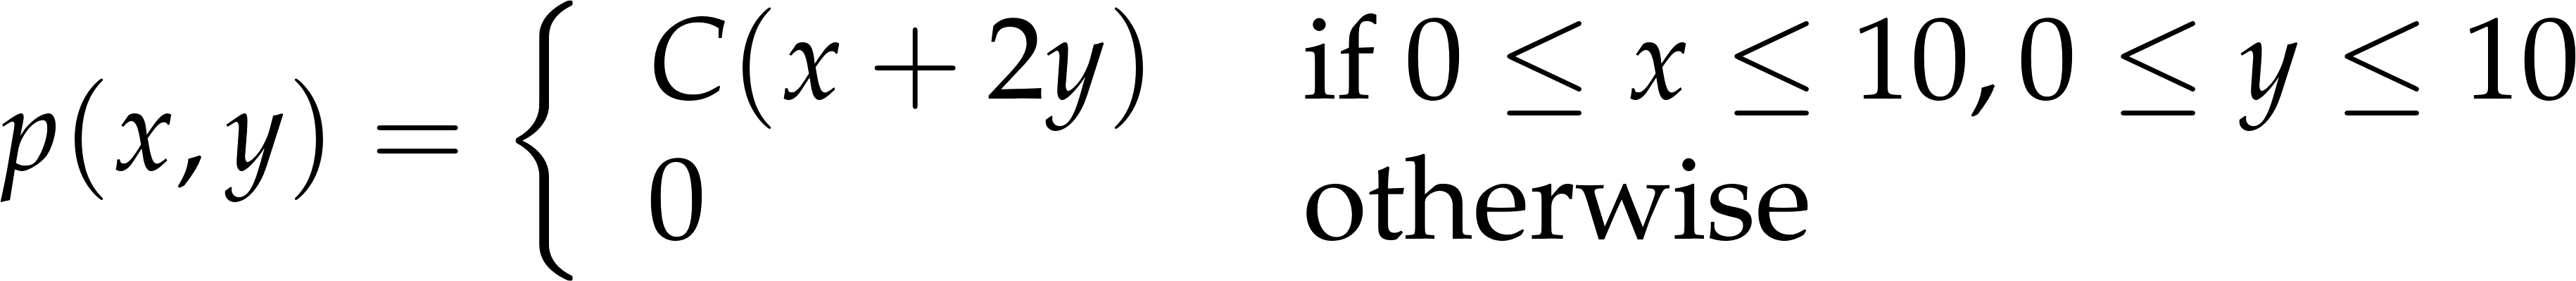 p(x, y) = { C(x + 2y) if 0 ≤ x ≤ 10, 0 ≤ y ≤ 10
0 otherwise